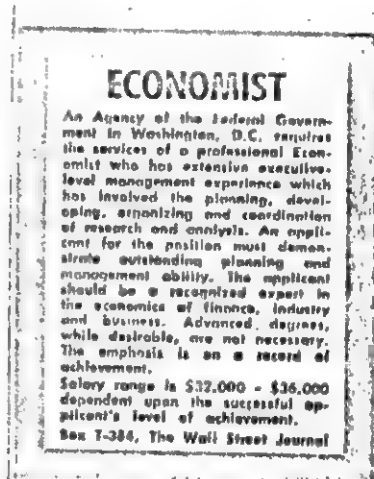 ECONOMIST
An Agency of the Federal Govern-
ment in Washington, D.C. requires
the services of a professional Econ-
omist who has extensive executive-
level management experience which
has involved the planning, devel-
oping, organizing and coordination
of research and analysis. An appli-
cant for the position must demon-
strate outstanding planning and
management ability. The applicant
should be a recognized expert in
the economics of finance, industry
and business. Advanced degrees,
while desirable, are not necessary.
The emphasis is on a record of
achievement.
Salary range is $32,000 - $36,000
dependent upon the successful ap-
plicant's level of achievement.
Box T-384, The Wall Street Journal